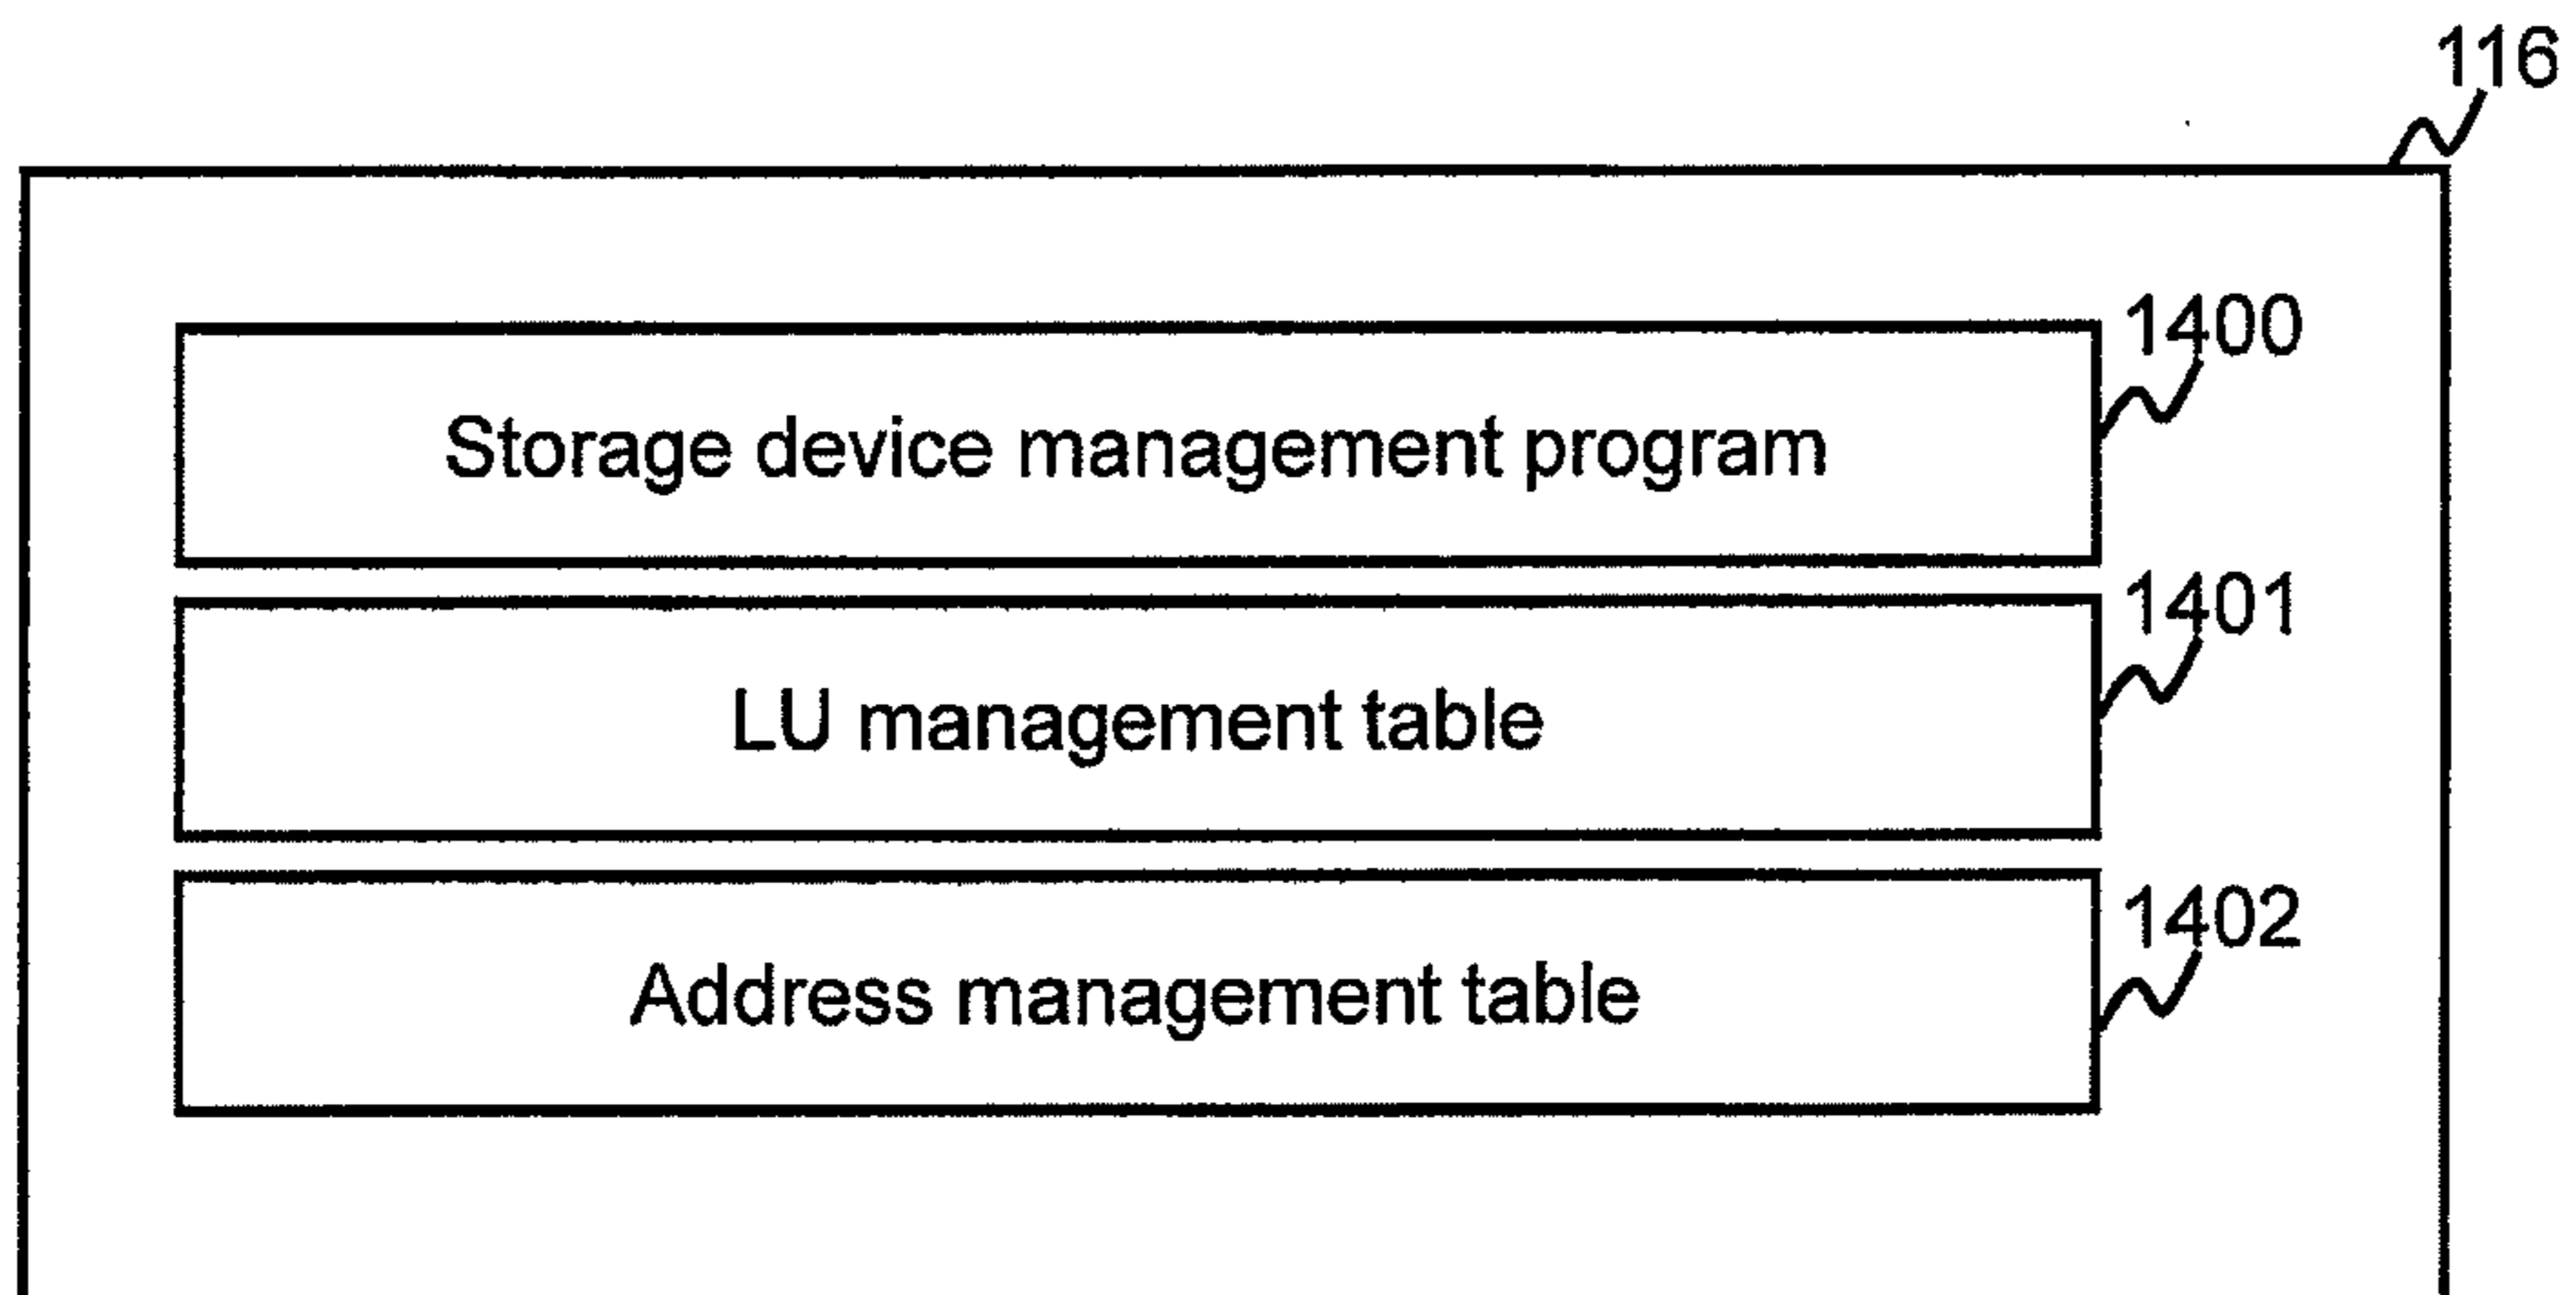 116
1400
Storage device management program
1401
LU management table
1402
Address management table